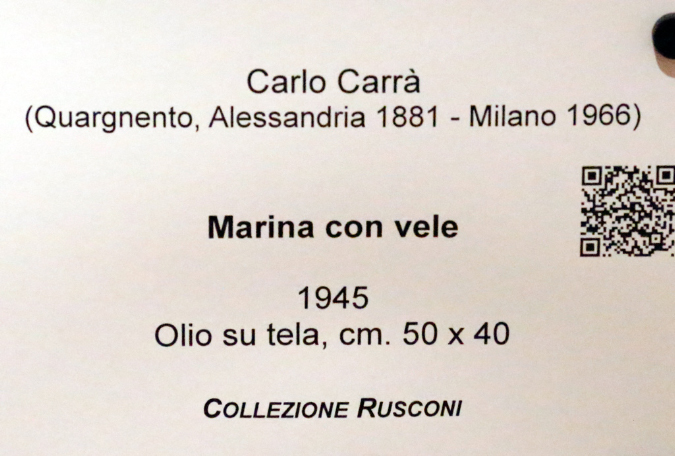 Carlo Carrà
(Quargnento, Alessandria 1881 - Milano 1966)
Marina con vele
1945
Olio su tela, cm. 50 x 40
COLLEZIONE RUSCONI